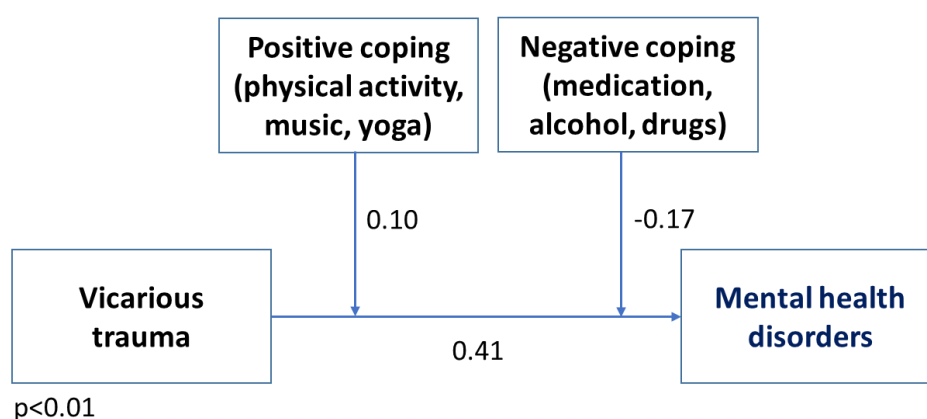 Positive coping
(physical activity,
music, yoga)
Negative coping
(medication,
alcohol, drugs)
0.10
-0.17
Vicarious
trauma
Mental health
disorders
0.41
p<0.01